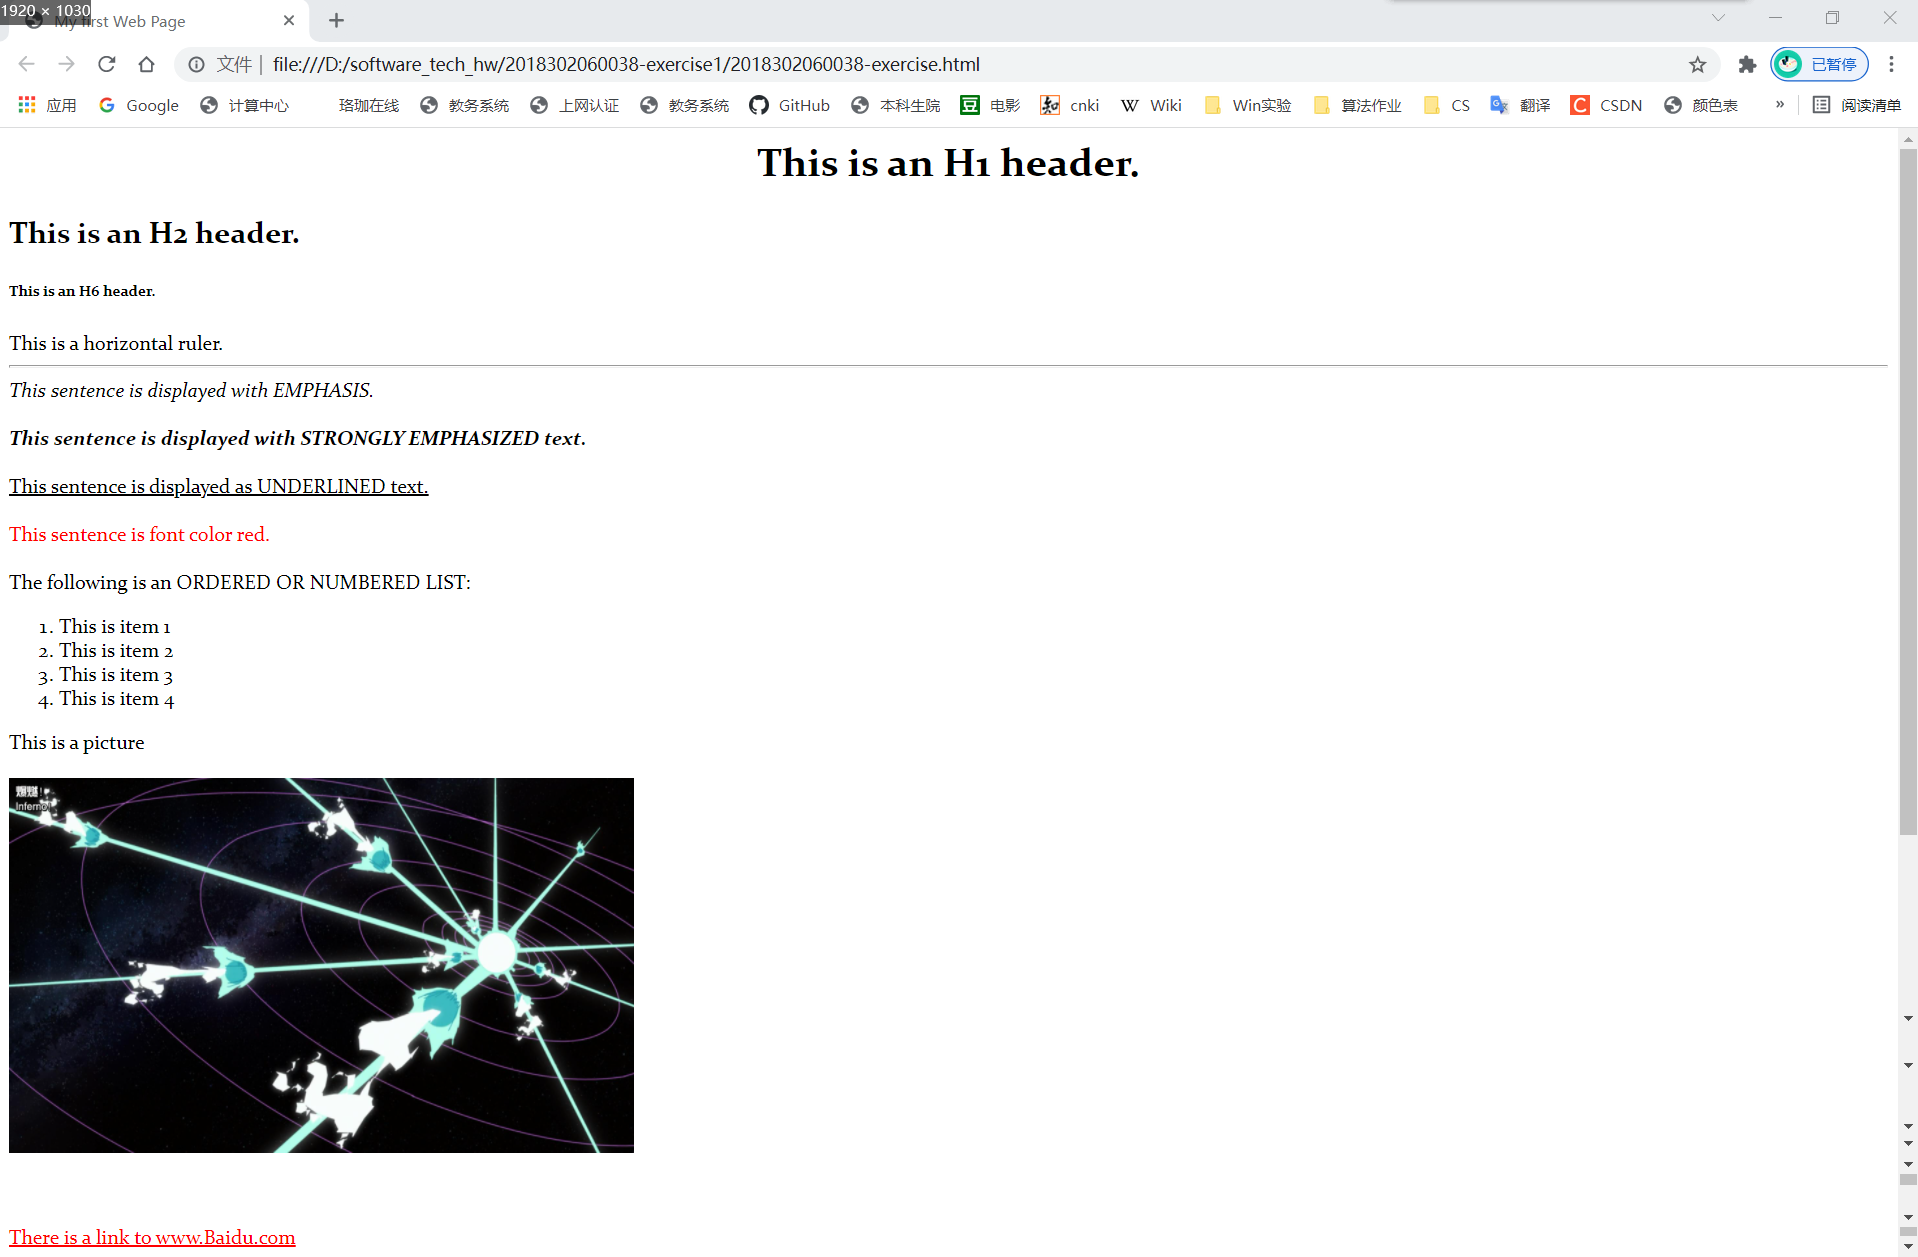 1920 × 1030
My first Web Page
文件 | file:///D:/software_tech_hw/2018302060038-exercise1/2018302060038-exercise.html
已暂停
应用 Google 计算中心 珞珈在线 教务系统 上网认证 教务系统 GitHub 本科生院 豆 电影 知 cnki W Wiki Win实验 算法作业 CS 翻译 C CSDN 颜色表 » 阅读清单
This is an H1 header.
This is an H2 header.
This is an H6 header.
This is a horizontal ruler.
This sentence is displayed with EMPHASIS.
This sentence is displayed with STRONGLY EMPHASIZED text.
This sentence is displayed as UNDERLINED text.
This sentence is font color red.
The following is an ORDERED OR NUMBERED LIST:
1. This is item 1
2. This is item 2
3. This is item 3
4. This is item 4
This is a picture
爆燃!
Inferno!
There is a link to www.Baidu.com